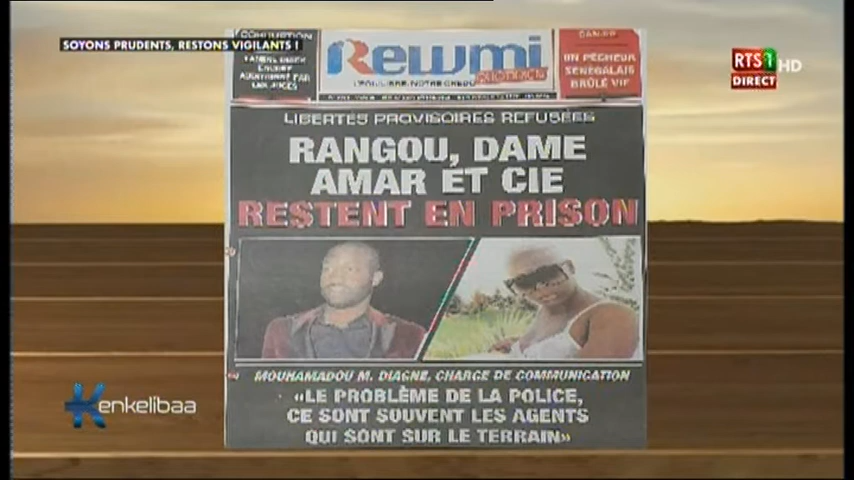 SOYONS PRUDENTS, RESTONS VIGILANTS !
RTS1 HD
DIRECT
Rewmi
QUOTIDIEN
UN PÊCHEUR
SÉNÉGALAIS
BRÛLÉ VIF
LIBERTÉS PROVISOIRES REFUSÉES
RANGOU, DAME
AMAR ET CIE
RESTENT EN PRISON
MOUHAMADOU M. DIAGNE, CHARGE DE COMMUNICATION
«LE PROBLÈME DE LA POLICE,
CE SONT SOUVENT LES AGENTS
QUI SONT SUR LE TERRAIN»
Kenkelibaa